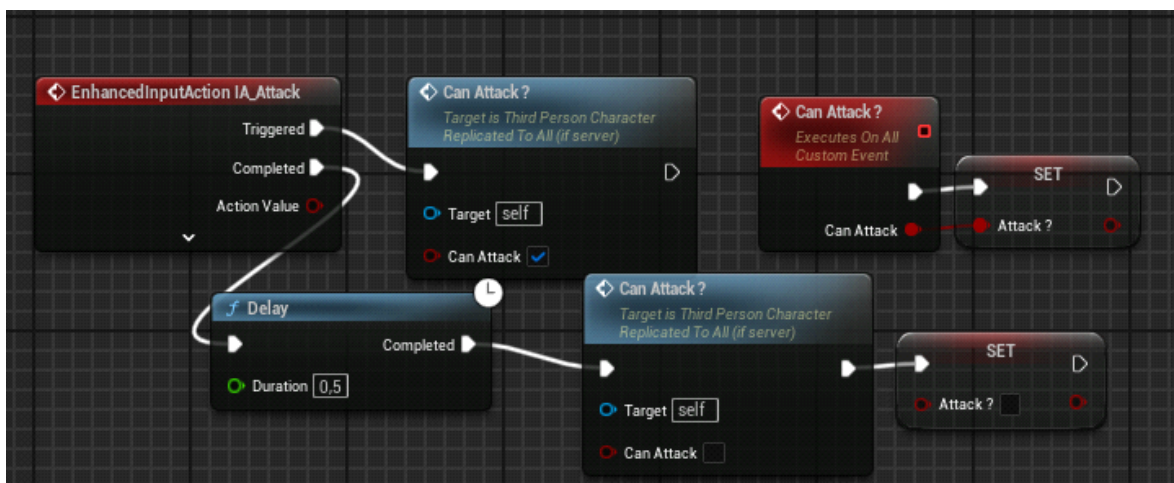 EnhancedInputAction IA_Attack
Triggered
Completed
Action Value
Can Attack ?
Target is Third Person Character
Replicated To All (if server)
Target self
Can Attack
Can Attack ?
Executes On All
Custom Event
Can Attack
SET
Attack ?
f Delay
Completed
Duration 0,5
Can Attack ?
Target is Third Person Character
Replicated To All (if server)
Target self
Can Attack
SET
Attack ?